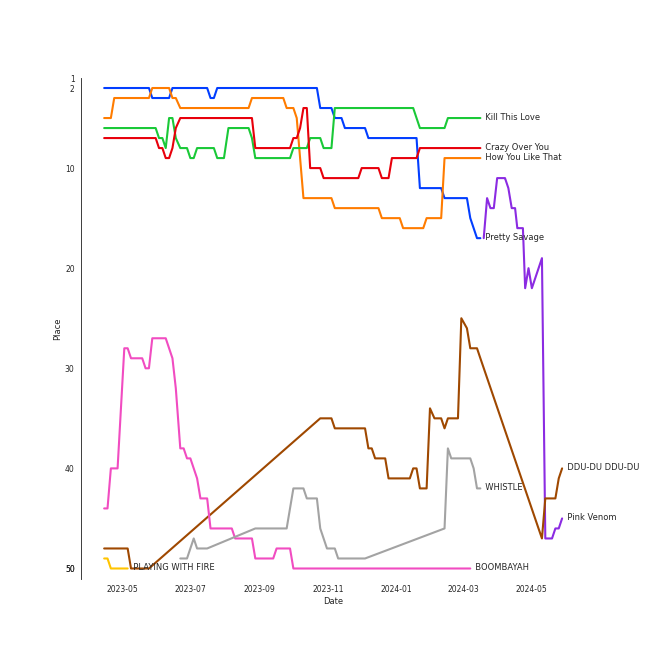 1
2
Kill This Love
Crazy Over You
How You Like That
10
Pretty Savage
20
Place
30
40
DDU-DU DDU-DU
WHISTLE
Pink Venom
50
PLAYING WITH FIRE
BOOMBAYAH
2023-05 2023-07 2023-09 2023-11 2024-01 2024-03 2024-05
Date